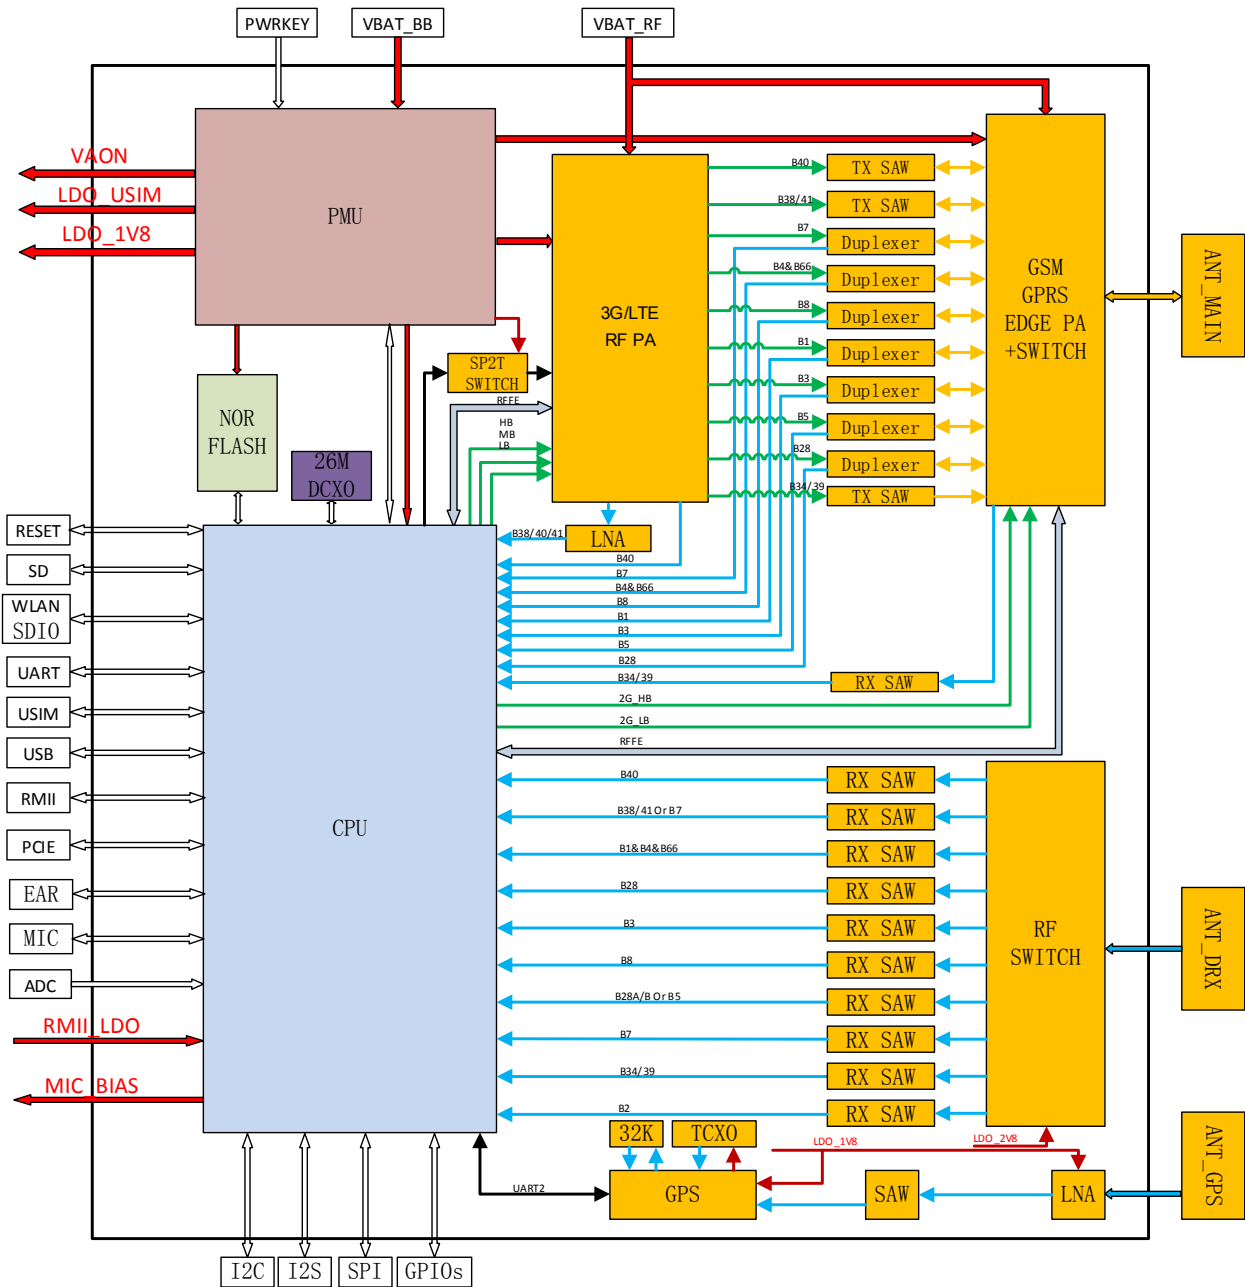 PWRKEY
VBAT_BB
VBAT_RF
VAON
LDO_USIM
LDO_1V8
PMU
3G/LTE
RF PA
B40
TX SAW
B38/41
TX SAW
B7
Duplexer
B4&B66
Duplexer
B8
Duplexer
B1
Duplexer
B3
Duplexer
B5
Duplexer
B28
Duplexer
B34/39
TX SAW
GSM
GPRS
EDGE PA
+SWITCH
ANT_MAIN
SP2T
SWITCH
RFFE
HB
MB
LB
NOR
FLASH
26M
DCXO
LNA
B38/40/41
B40
B7
B4&B66
B8
B1
B3
B5
B28
B34/39
RX SAW
2G_HB
2G_LB
RFFE
RESET
SD
WLAN
SDIO
UART
USIM
USB
RMII
PCIE
EAR
MIC
ADC
RMII_LDO
MIC_BIAS
CPU
B40
RX SAW
B38/41 Or B7
RX SAW
B1&B4&B66
RX SAW
B28
RX SAW
B3
RX SAW
B8
RX SAW
B28A/B Or B5
RX SAW
B7
RX SAW
B34/39
RX SAW
B2
RX SAW
RF
SWITCH
ANT_DRX
32K
TCXO
LDO_1V8
LDO_2V8
UART2
GPS
SAW
LNA
ANT_GPS
I2C
I2S
SPI
GPIOs